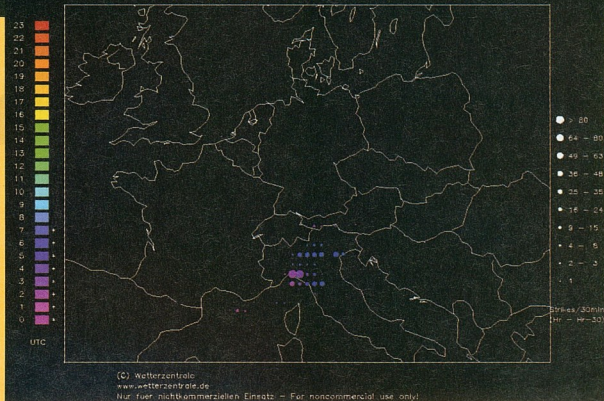 23
22
21
20
19
18
17
16
15
14
13
12
11
10
9
8
7
6
5
4
3
2
1
0
UTC
> 80
64 - 80
49 - 63
36 - 48
25 - 35
16 - 24
9 - 15
4 - 8
2 - 3
1
Strikes/30min
(Hr - Hr-30)
(C) Wetterzentrale
www.wetterzentrale.de
Nur fuer nichtkommerziellen Einsatz - For noncommercial use only!